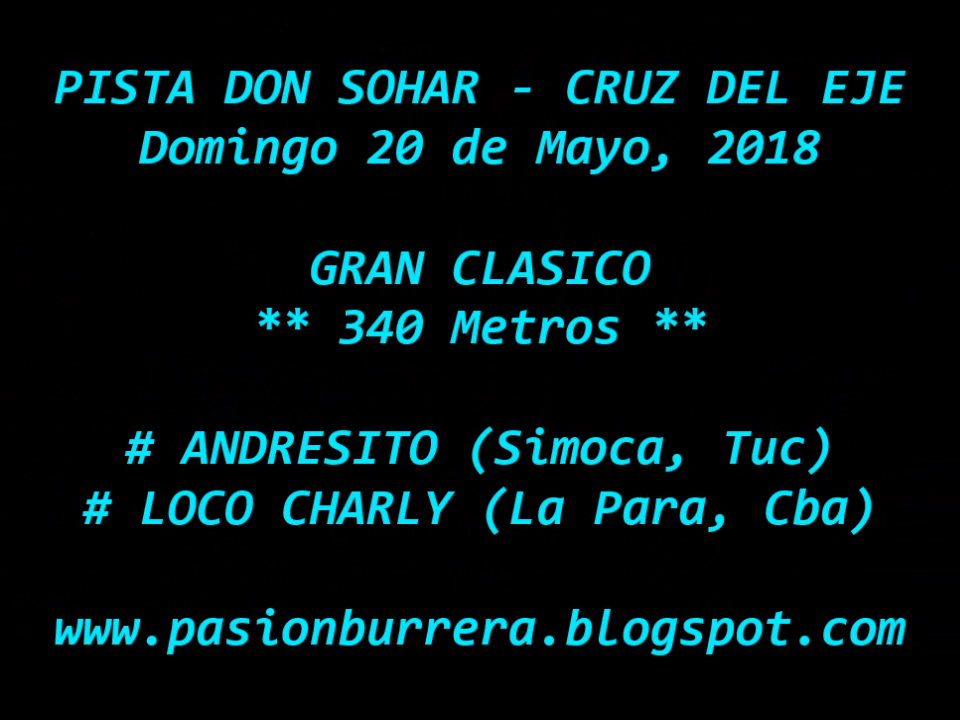 PISTA DON SOHAR - CRUZ DEL EJE
Domingo 20 de Mayo, 2018
GRAN CLASICO
** 340 Metros **
# ANDRESITO (Simoca, Tuc)
# LOCO CHARLY (La Para, Cba)
www.pasionburrera.blogspot.com